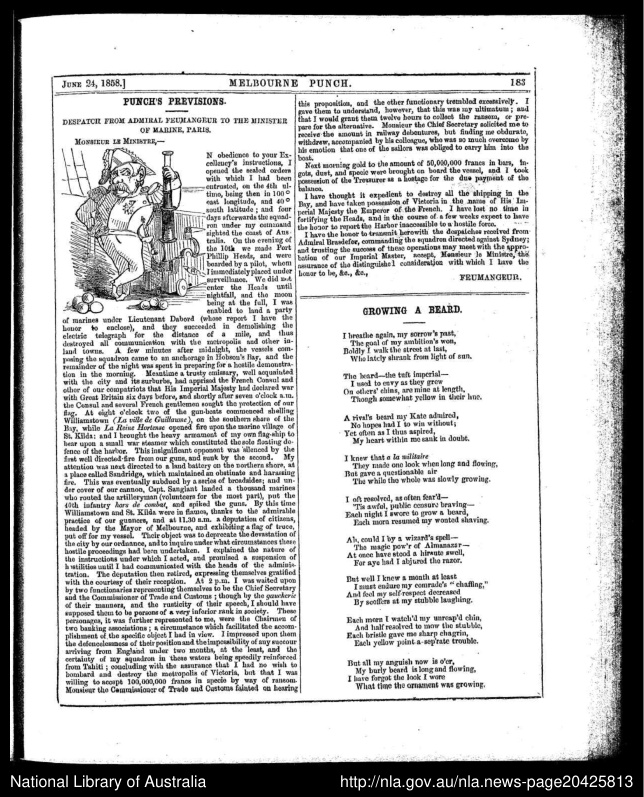 JUNE 24, 1858.]
MELBOURNE PUNCH.
183
PUNCH'S PREVISIONS.
DESPATCH FROM ADMIRAL FEUMANGEUR TO THE MINISTER
OF MARINE, PARIS.
MONSIEUR LE MINISTRE,—
IN obedience to your Ex-
cellency's instructions, I
opened the sealed orders
with which I had been
entrusted, on the 4th ul-
timo, being then in 100°
east longitude, and 40°
south latitude; and four
days afterwards the squad-
ron under my command
sighted the coast of Aus-
tralia. On the evening of
the 10th we made Port
Phillip Heads, and were
boarded by a pilot, whom
I immediately placed under
surveillance. We did not
enter the Heads until
nightfall, and the moon
being at the full, I was
enabled to land a party
of marines under Lieutenant Dabord (whose report I have the
honor to enclose), and they succeeded in demolishing the
electric telegraph for the distance of a mile, and thus
destroyed all communication with the metropolis and other in-
land towns. A few minutes after midnight, the vessels com-
posing the squadron came to an anchorage in Hobson's Bay, and the
remainder of the night was spent in preparing for a hostile demonstra-
tion in the morning. Meantime a trusty emissary, well acquainted
with the city and its suburbs, had apprised the French Consul and
other of our compatriots that His Imperial Majesty had declared war
with Great Britain six days before, and shortly after seven o'clock a.m.
the Consul and several French gentlemen sought the protection of our
flag. At eight o'clock two of the gun-boats commenced shelling
Williamstown (La ville de Guillaume), on the southern share of the
Bay, while La Reine Hortense opened fire upon the marine village of
St. Kilda: and I brought the heavy armament of my own flag-ship to
bear upon a small war steamer which constituted the sole floating de-
fence of the harbor. This insignificant opponent was silenced by the
first well directed fire from our guns, and sunk by the second. My
attention was next directed to a land battery on the northern shore, at
a place called Sandridge, which maintained an obstinate and harassing
fire. This was eventually subdued by a series of broadsides; and un-
der cover of our cannon, Capt. Sanglant landed a thousand marines
who routed the artillerymen (volunteers for the most part), put the
40th infantry hors de combat, and spiked the guns. By this time
Williamstown and St. Kilda were in flames, thanks to the admirable
practice of our gunners, and at 11.30 a.m. a deputation of citizens,
headed by the Mayor of Melbourne, and exhibiting a flag of truce,
put off for my vessel. Their object was to deprecate the devastation of
the city by our ordnance, and to inquire under what circumstances these
hostile proceedings had been undertaken. I explained the nature of
the instructions under which I acted, and promised a suspension of
hostilities until I had communicated with the heads of the adminis-
tration. The deputation then retired, expressing themselves gratified
with the courtesy of their reception. At 2 p.m. I was waited upon
by two functionaries representing themselves to be the Chief Secretary
and the Commissioner of Trade and Customs; though by the gaucherie
of their manners, and the rusticity of their speech, I should have
supposed them to be persons of a very inferior rank in society. These
personages, it was further represented to me, were the Chairmen of
two banking associations; a circumstance which facilitated the accom-
plishment of the specific object I had in view. I impressed upon them
the defencelessness of their position and the impossibility of any succour
arriving from England under two months, at the least, and the
certainty of my squadron in these waters being speedily reinforced
from Tahiti; concluding with the assurance that I had no wish to
bombard and destroy the metropolis of Victoria, but that I was
willing to accept 100,000,000 francs in specie by way of ransom.
Monsieur the Commissioner of Trade and Customs fainted on hearing
this proposition, and the other functionary trembled excessively. I
gave them to understand, however, that this was my ultimatum; and
that I would grant them twelve hours to collect the ransom, or pre-
pare for the alternative. Monsieur the Chief Secretary solicited me to
receive the amount in railway debentures, but finding me obdurate,
withdrew, accompanied by his colleague, who was so much overcome by
his emotion that one of the sailors was obliged to carry him into the
boat.
Next morning gold to the amount of 50,000,000 francs in bars, in-
gots, dust, and specie were brought on board the vessel, and I took
possession of the Treasurer as a hostage for the due payment of the
balance.
I have thought it expedient to destroy all the shipping in the
Bay, and have taken possession of Victoria in the name of His Im-
perial Majesty the Emperor of the French. I have lost no time in
fortifying the Heads, and in the course of a few weeks expect to have
the honor to report the Harbor inaccessible to a hostile force.
I have the honor to transmit herewith the despatches received from
Admiral Brasdefer, commanding the squadron directed against Sydney;
and trusting the success of these operations may meet with the appro-
bation of our Imperial Master, accept, Monsieur le Ministre, the
assurance of the distinguished consideration with which I have the
honor to be, &c., &c.,
FEUMANGEUR.
GROWING A BEARD.
I breathe again, my sorrow's past,
The goal of my ambition's won,
Boldly I walk the street at last,
Who lately shrank from light of sun.
The beard—the tuft imperial—
I used to envy as they grew
On others' chins, are mine at length,
Though somewhat yellow in their hue.
A rival's beard my Kate admired,
No hopes had I to win without;
Yet often as I thus aspired,
My heart within me sank in doubt.
I knew that a la militaire
They made one look when long and flowing,
But gave a questionable air
The while the whole was slowly growing.
I oft resolved, as often fear'd—
'Tis awful, public censure braving—
Each night I swore to grow a beard,
Each morn resumed my wonted shaving.
Ah, could I by a wizard's spell—
The magic pow'r of Almanazr—
At once have stood a hirsute swell,
For aye had I abjured the razor.
But well I knew a month at least
I must endure my comrade's "chaffing,"
And feel my self-respect decreased
By scoffers at my stubble laughing.
Each morn I watch'd my unreap'd chin,
And half resolved to mow the stubble,
Each bristle gave me sharp chagrin,
Each yellow point a sep'rate trouble.
But all my anguish now is o'er,
My burly beard is long and flowing,
I have forgot the look I wore
What time the ornament was growing.
National Library of Australia
http://nla.gov.au/nla.news-page20425813